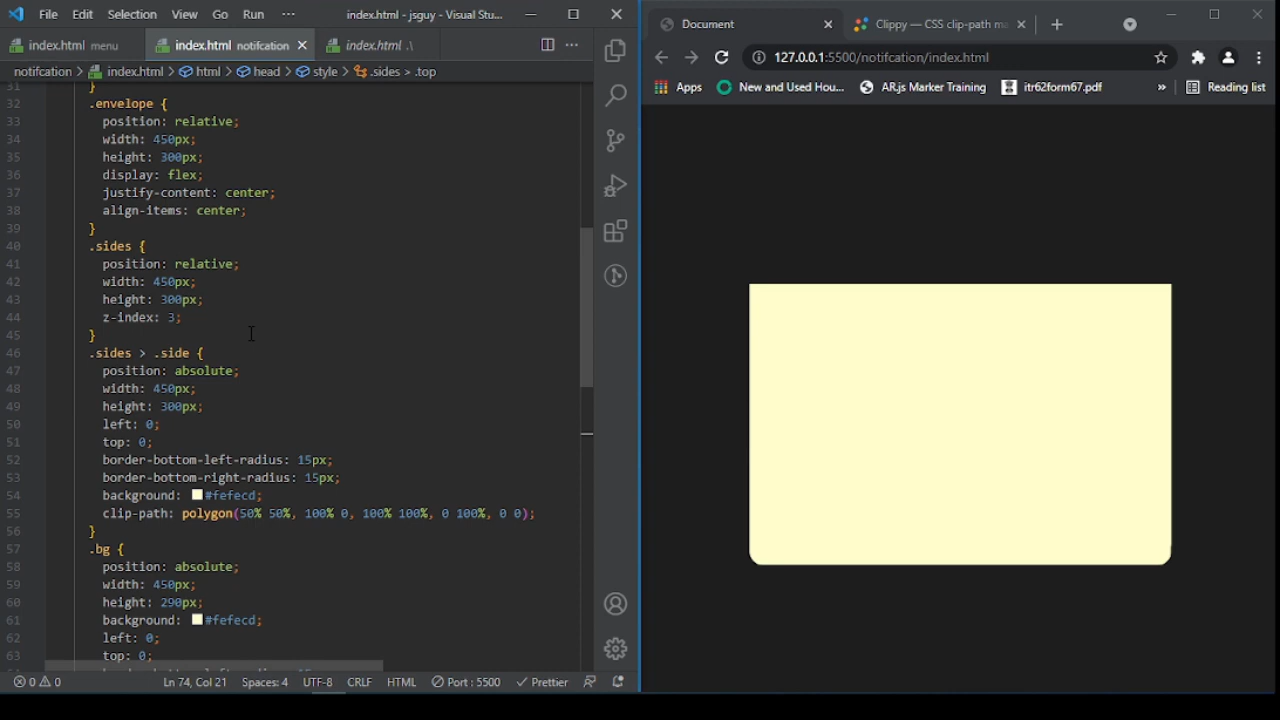 File Edit Selection View Go Run ··· index.html - jsguy - Visual Stu...
index.html menu index.html notifcation index.html .\
notifcation > index.html > html > head > style > .sides > .top
31 }
32 .envelope {
33 position: relative;
34 width: 450px;
35 height: 300px;
36 display: flex;
37 justify-content: center;
38 align-items: center;
39 }
40 .sides {
41 position: relative;
42 width: 450px;
43 height: 300px;
44 z-index: 3;
45 }
46 .sides > .side {
47 position: absolute;
48 width: 450px;
49 height: 300px;
50 left: 0;
51 top: 0;
52 border-bottom-left-radius: 15px;
53 border-bottom-right-radius: 15px;
54 background: #fefecd;
55 clip-path: polygon(50% 50%, 100% 0, 100% 100%, 0 100%, 0 0);
56 }
57 .bg {
58 position: absolute;
59 width: 450px;
60 height: 290px;
61 background: #fefecd;
62 left: 0;
63 top: 0;
0 0 Ln 74, Col 21 Spaces: 4 UTF-8 CRLF HTML Port : 5500 Prettier
Document Clippy — CSS clip-path ma
127.0.0.1:5500/notifcation/index.html
Apps New and Used Hou... AR.js Marker Training itr62form67.pdf » Reading list